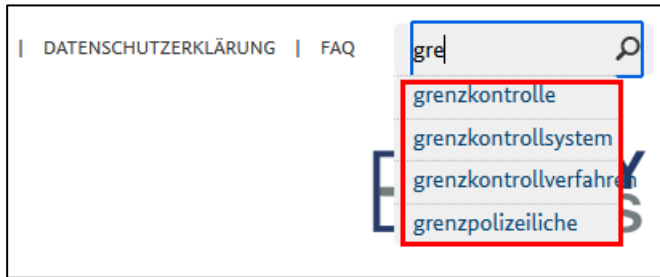 | DATENSCHUTZERKLÄRUNG | FAQ gre
grenzkontrolle
grenzkontrollsystem
grenzkontrollverfahren
grenzpolizeiliche